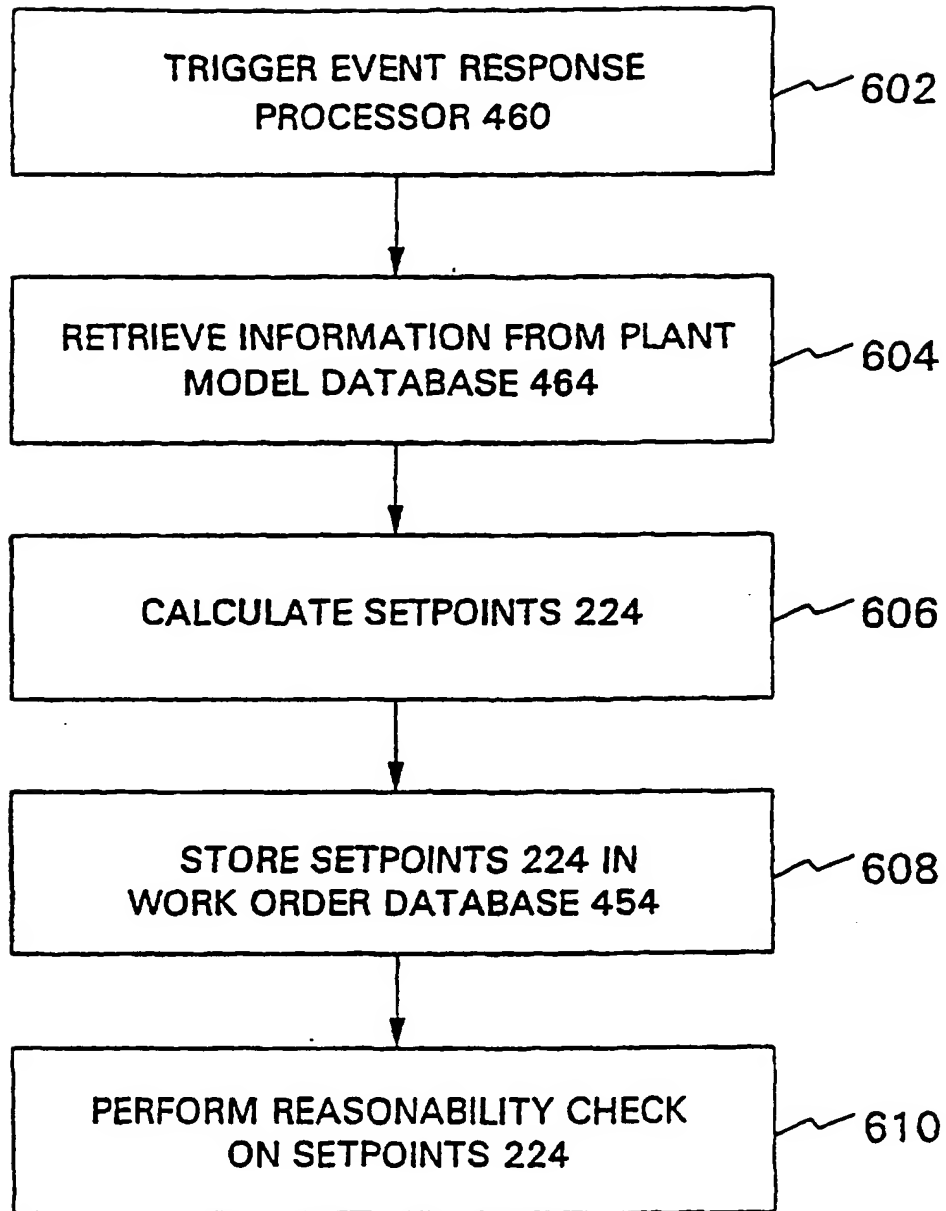 TRIGGER EVENT RESPONSE
PROCESSOR 460
602
RETRIEVE INFORMATION FROM PLANT
MODEL DATABASE 464
604
CALCULATE SETPOINTS 224
606
STORE SETPOINTS 224 IN
WORK ORDER DATABASE 454
608
PERFORM REASONABILITY CHECK
ON SETPOINTS 224
610